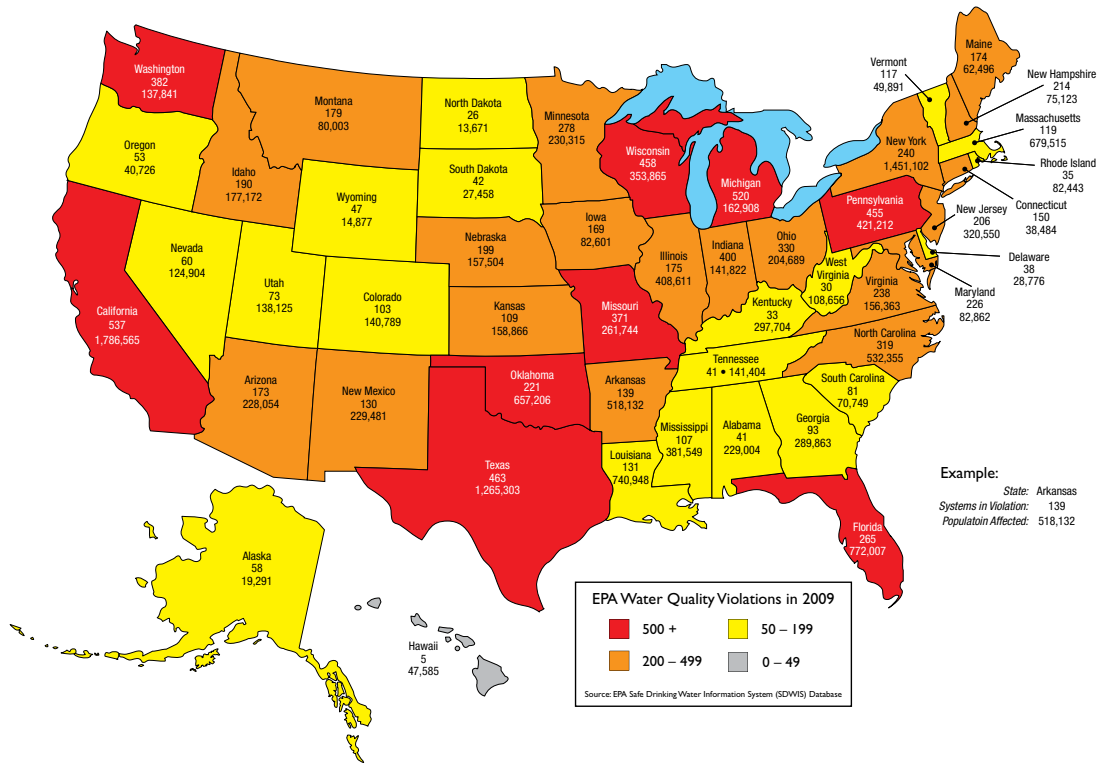 Washington
382
137,841
Oregon
53
40,726
California
537
1,786,565
Nevada
60
124,904
Idaho
190
177,172
Montana
179
80,003
Wyoming
47
14,877
Utah
73
138,125
Colorado
103
140,789
Arizona
173
228,054
New Mexico
130
229,481
North Dakota
26
13,671
South Dakota
42
27,458
Nebraska
199
157,504
Kansas
109
158,866
Oklahoma
221
657,206
Texas
463
1,265,303
Minnesota
278
230,315
Iowa
169
82,601
Missouri
371
261,744
Arkansas
139
518,132
Louisiana
131
740,948
Wisconsin
458
353,865
Illinois
175
408,611
Michigan
520
162,908
Indiana
400
141,822
Ohio
330
204,689
Kentucky
33
297,704
Tennessee
41 • 141,404
Mississippi
107
381,549
Alabama
41
229,004
Georgia
93
289,863
Florida
265
772,007
South Carolina
81
70,749
North Carolina
319
532,355
Virginia
238
156,363
West
Virginia
30
108,656
Pennsylvania
455
421,212
New York
240
1,451,102
Vermont
117
49,891
Maine
174
62,496
New Hampshire
214
75,123
Massachusetts
119
679,515
Rhode Island
35
82,443
Connecticut
150
38,484
New Jersey
206
320,550
Delaware
38
28,776
Maryland
226
82,862
Alaska
58
19,291
Hawaii
5
47,585
Example:
State: Arkansas
Systems in Violation: 139
Populatoin Affected: 518,132
EPA Water Quality Violations in 2009
500 +
50 – 199
200 – 499
0 – 49
Source: EPA Safe Drinking Water Information System (SDWIS) Database